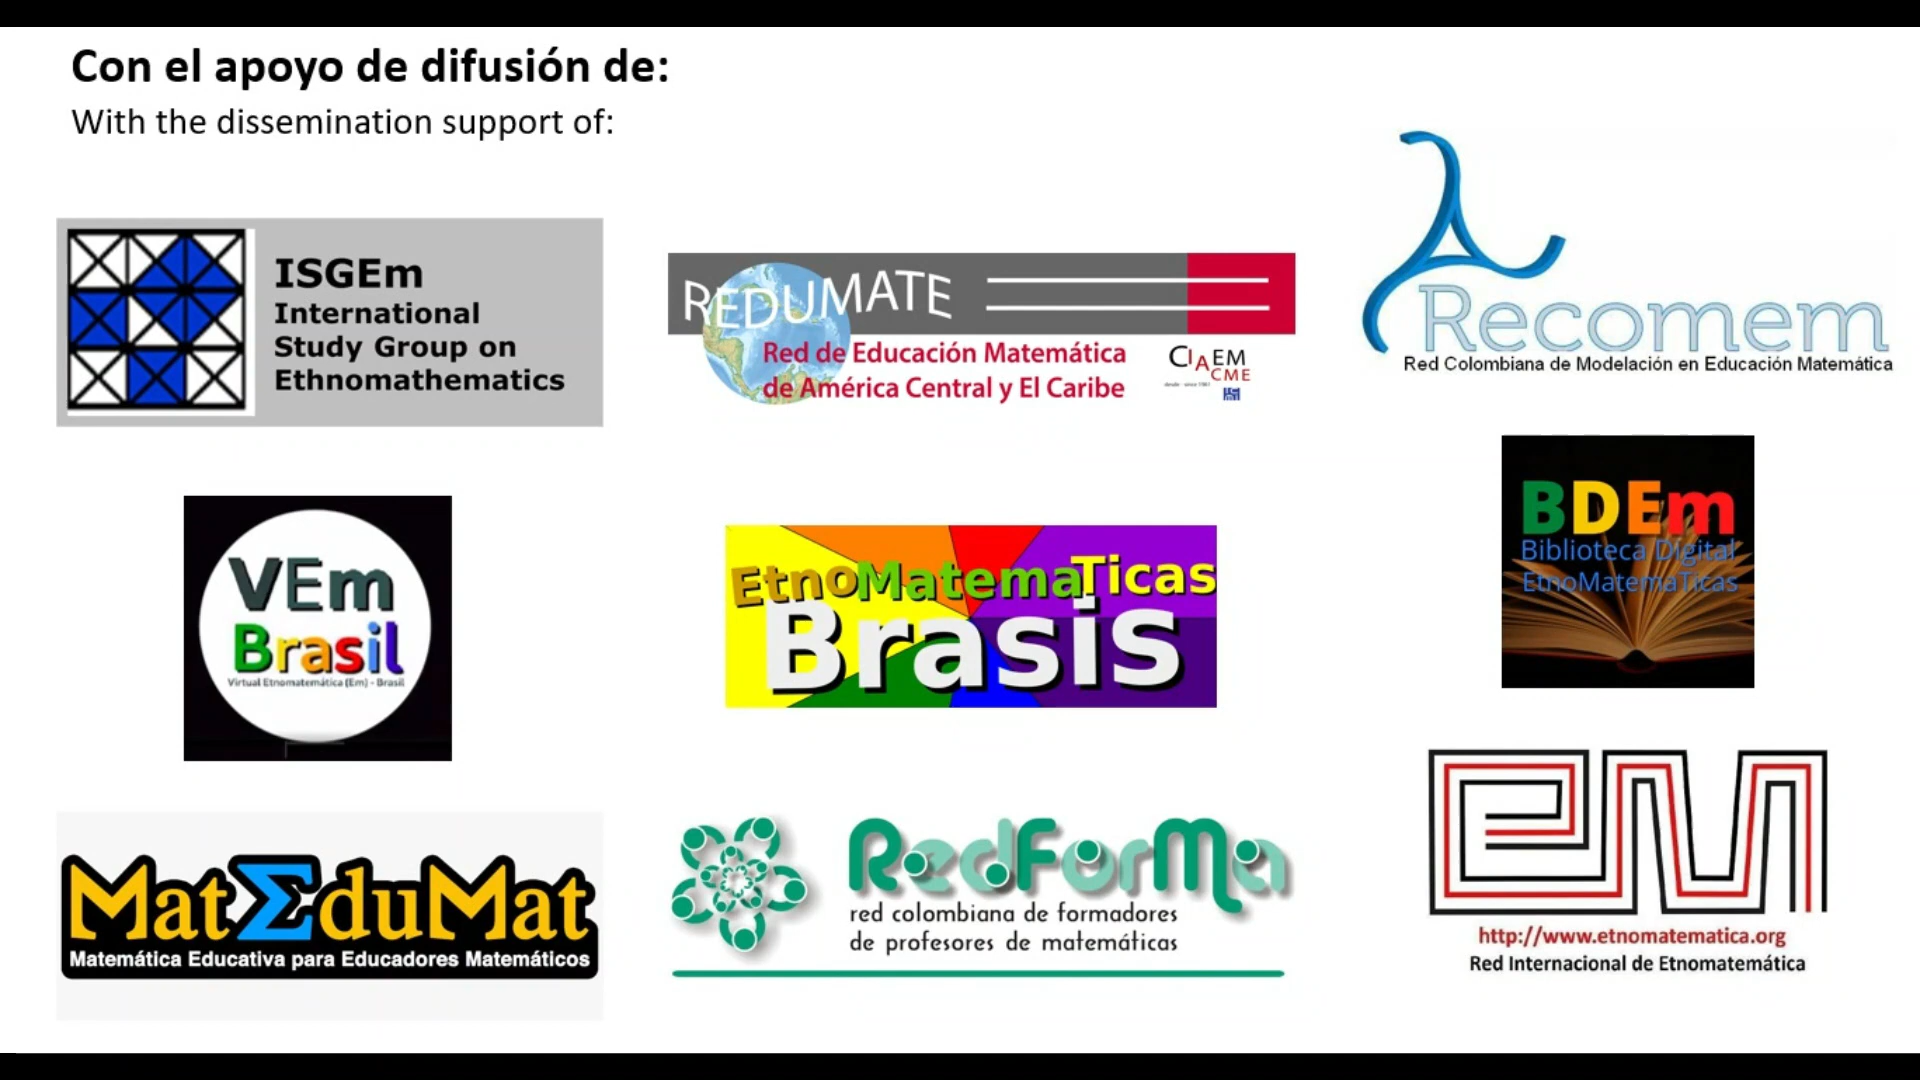 Con el apoyo de difusión de:
With the dissemination support of:
ISGEm
International
Study Group on
Ethnomathematics
REDUMATE
Red de Educación Matemática
de América Central y El Caribe
CIAEM
ACME
Recomem
Red Colombiana de Modelación en Educación Matemática
VEm
Brasil
Virtual Etnomatemática (Em) - Brasil
EtnoMatemaTicas
Brasis
BDEm
Biblioteca Digital
EtnoMatemaTicas
MatΣduMat
Matemática Educativa para Educadores Matemáticos
RedForMa
red colombiana de formadores
de profesores de matemáticas
em
http://www.etnomatematica.org
Red Internacional de Etnomatemática